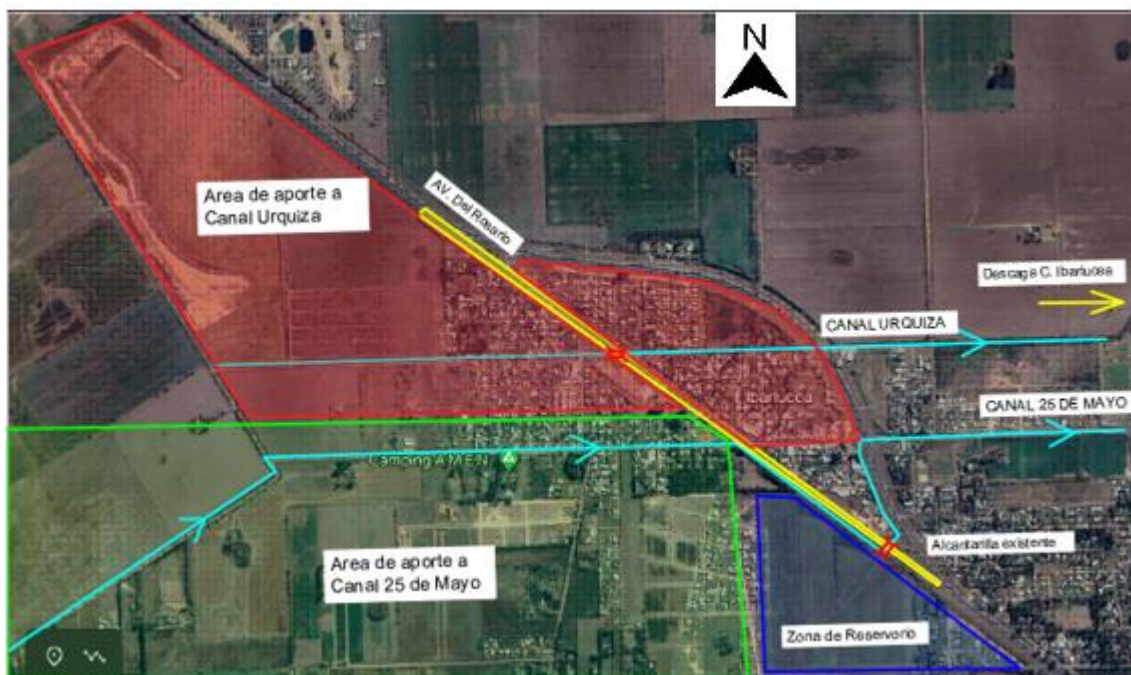 N
Area de aporte a
Canal Urquiza
AV. Del Rosario
Descage C. Ibarlucea
CANAL URQUIZA
Ibarlucea
CANAL 25 DE MAYO
Camping A.M.E.N
Alcantarilla existente
Area de aporte a
Canal 25 de Mayo
Zona de Reservorio